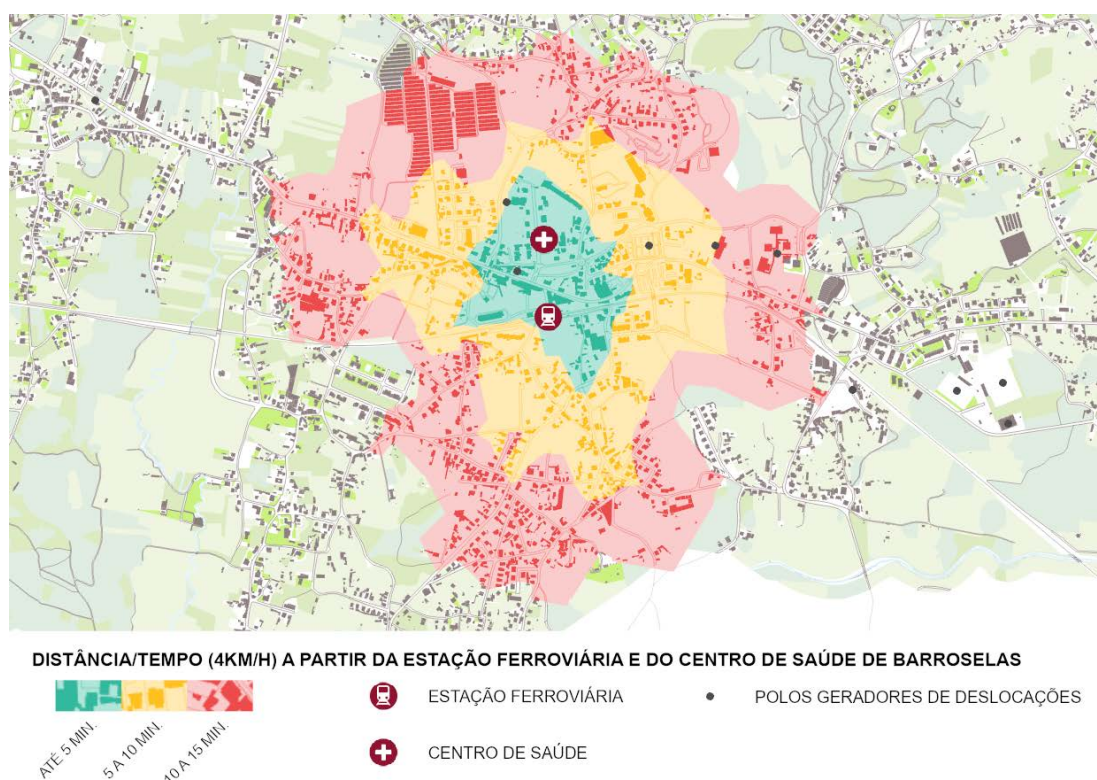 DISTÂNCIA/TEMPO (4KM/H) A PARTIR DA ESTAÇÃO FERROVIÁRIA E DO CENTRO DE SAÚDE DE BARROSELAS
ESTAÇÃO FERROVIÁRIA
POLOS GERADORES DE DESLOCAÇÕES
CENTRO DE SAÚDE
ATÉ 5 MIN.
5 A 10 MIN.
10 A 15 MIN.